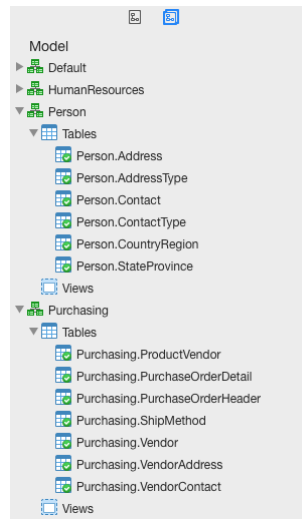 Model
Default
HumanResources
Person
Tables
Person.Address
Person.AddressType
Person.Contact
Person.ContactType
Person.CountryRegion
Person.StateProvince
Views
Purchasing
Tables
Purchasing.ProductVendor
Purchasing.PurchaseOrderDetail
Purchasing.PurchaseOrderHeader
Purchasing.ShipMethod
Purchasing.Vendor
Purchasing.VendorAddress
Purchasing.VendorContact
Views